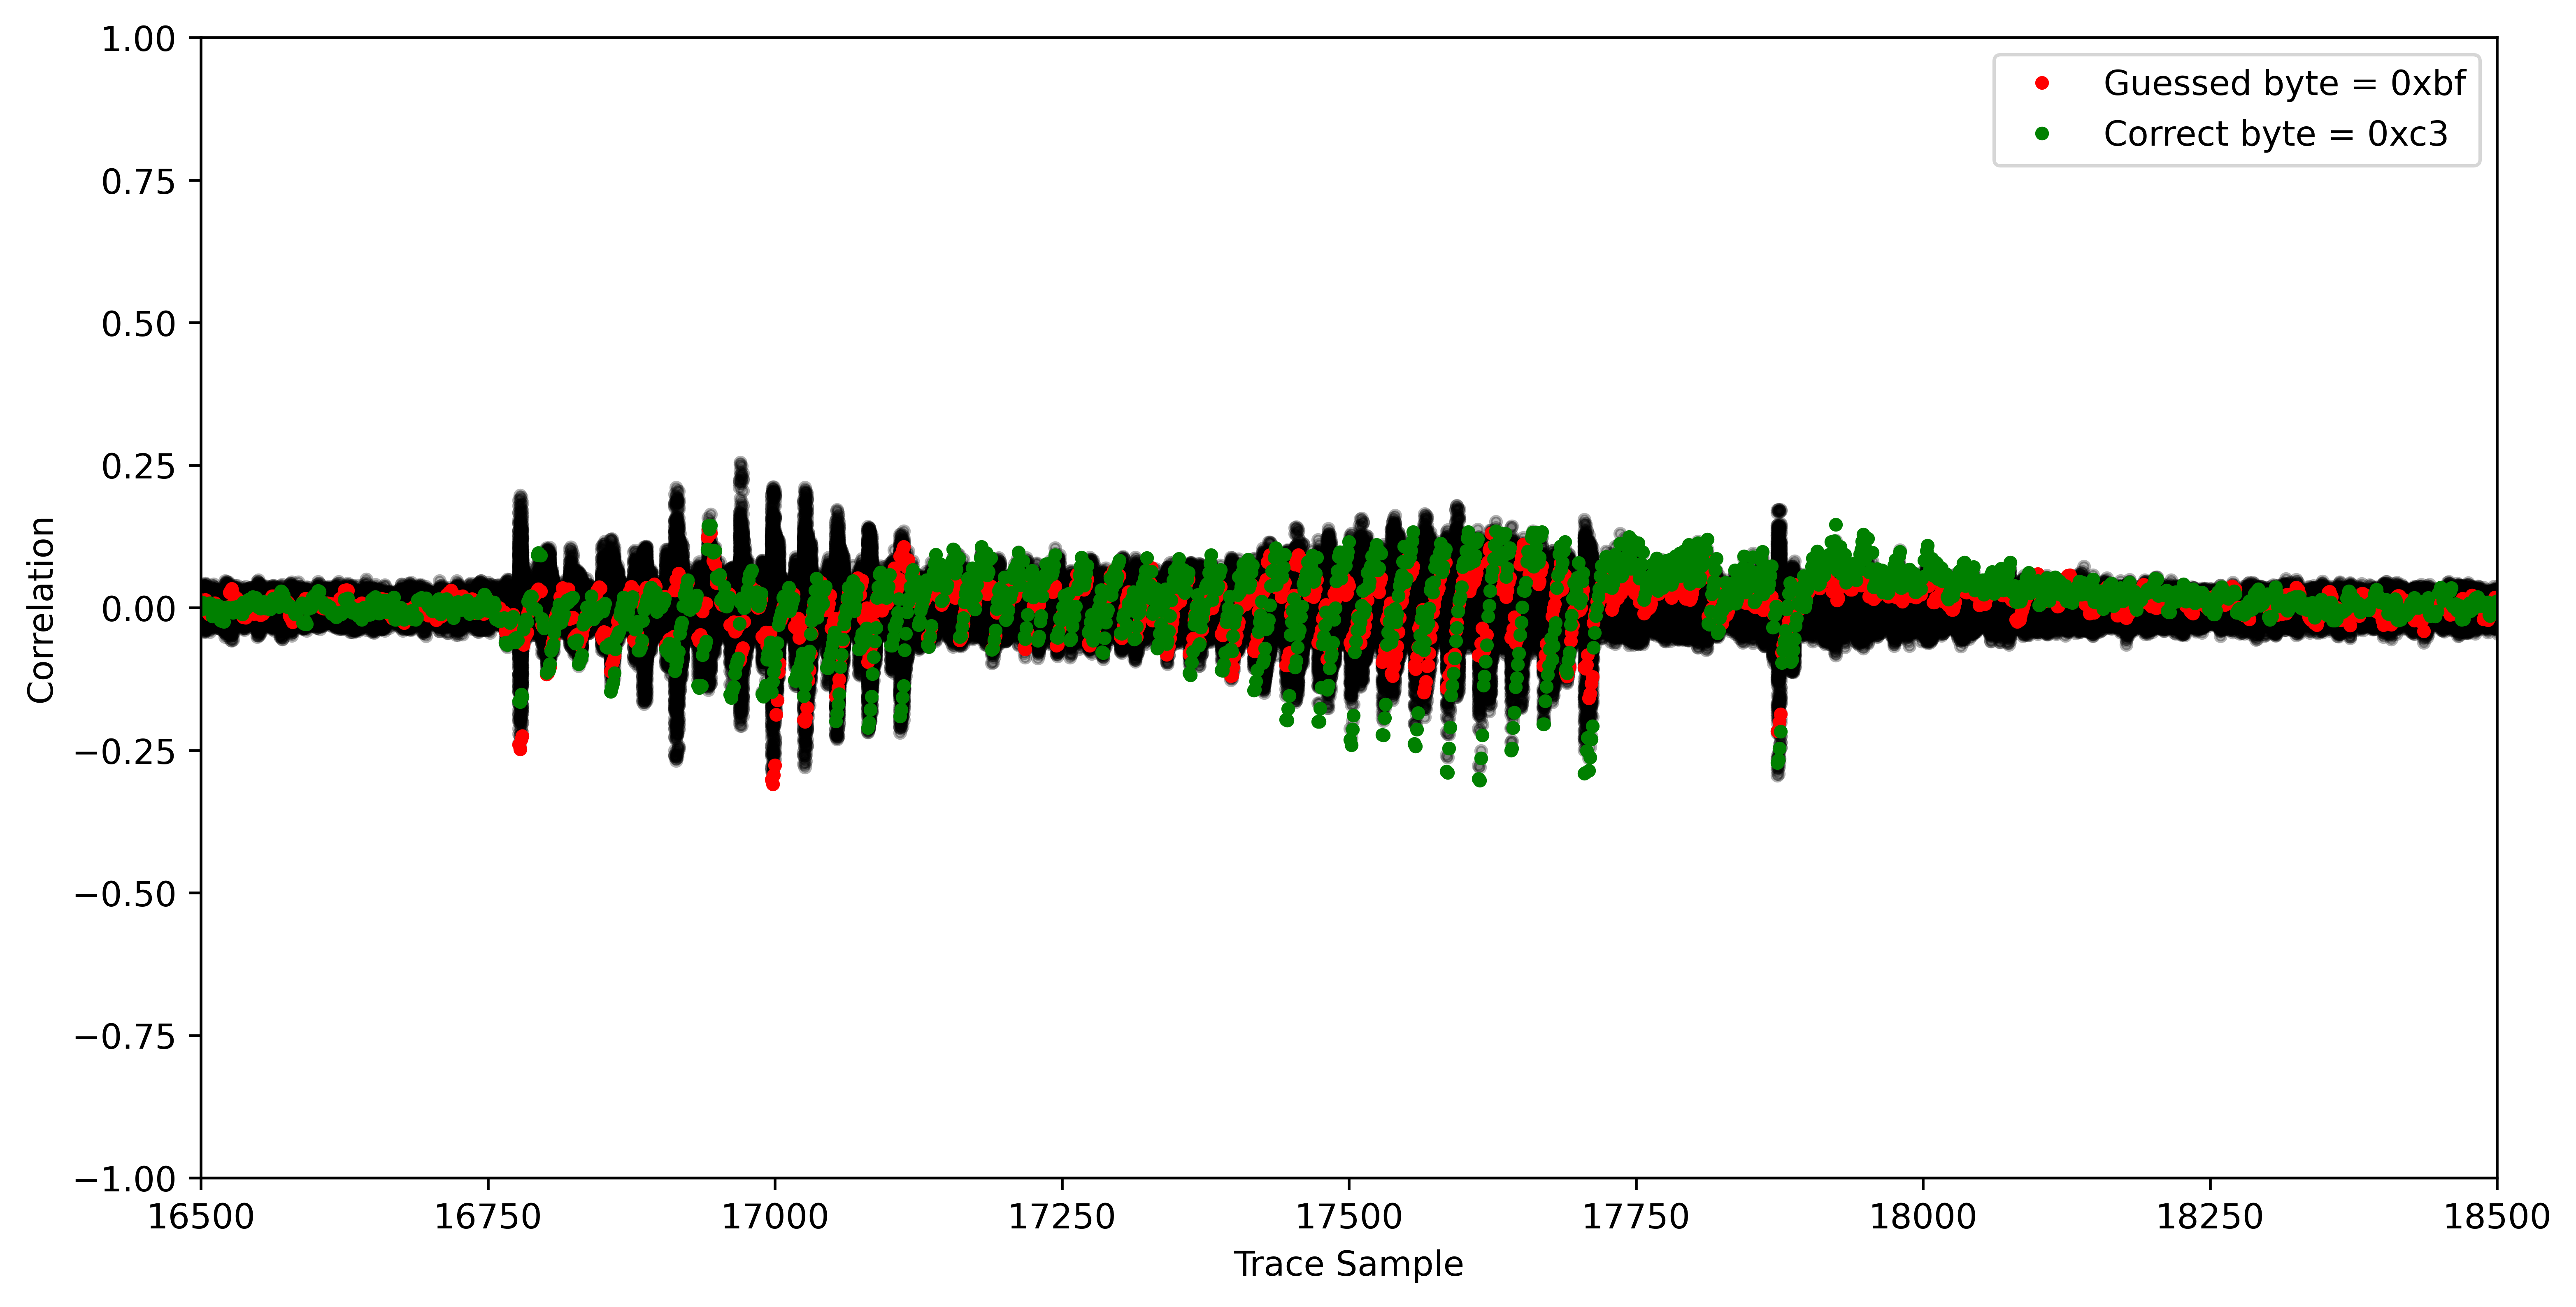 1.00
0.75
0.50
0.25
0.00
−0.25
−0.50
−0.75
−1.00
Correlation
Guessed byte = 0xbf
Correct byte = 0xc3
16500 16750 17000 17250 17500 17750 18000 18250 18500
Trace Sample